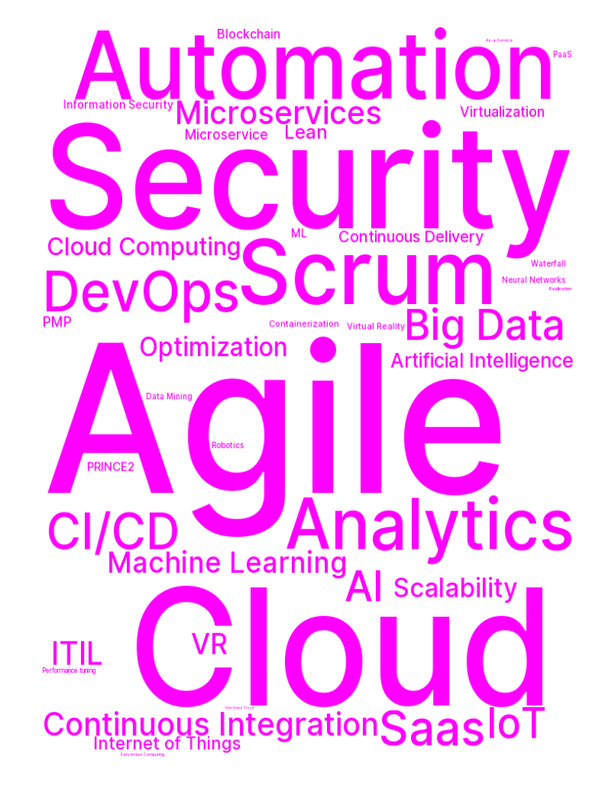 Blockchain
Automation
PaaS
Information Security
Microservices
Virtualization
Microservice
Lean
Security
ML
Continuous Delivery
Cloud Computing
Scrum
Waterfall
DevOps
Neural Networks
PMP
Containerization
Virtual Reality
Big Data
Optimization
Artificial Intelligence
Agile
Data Mining
Robotics
PRINCE2
CI/CD
Analytics
Machine Learning
AI
Scalability
Cloud
VR
ITIL
Performance tuning
Continuous Integration
Saas
IoT
Internet of Things
Serverless Computing